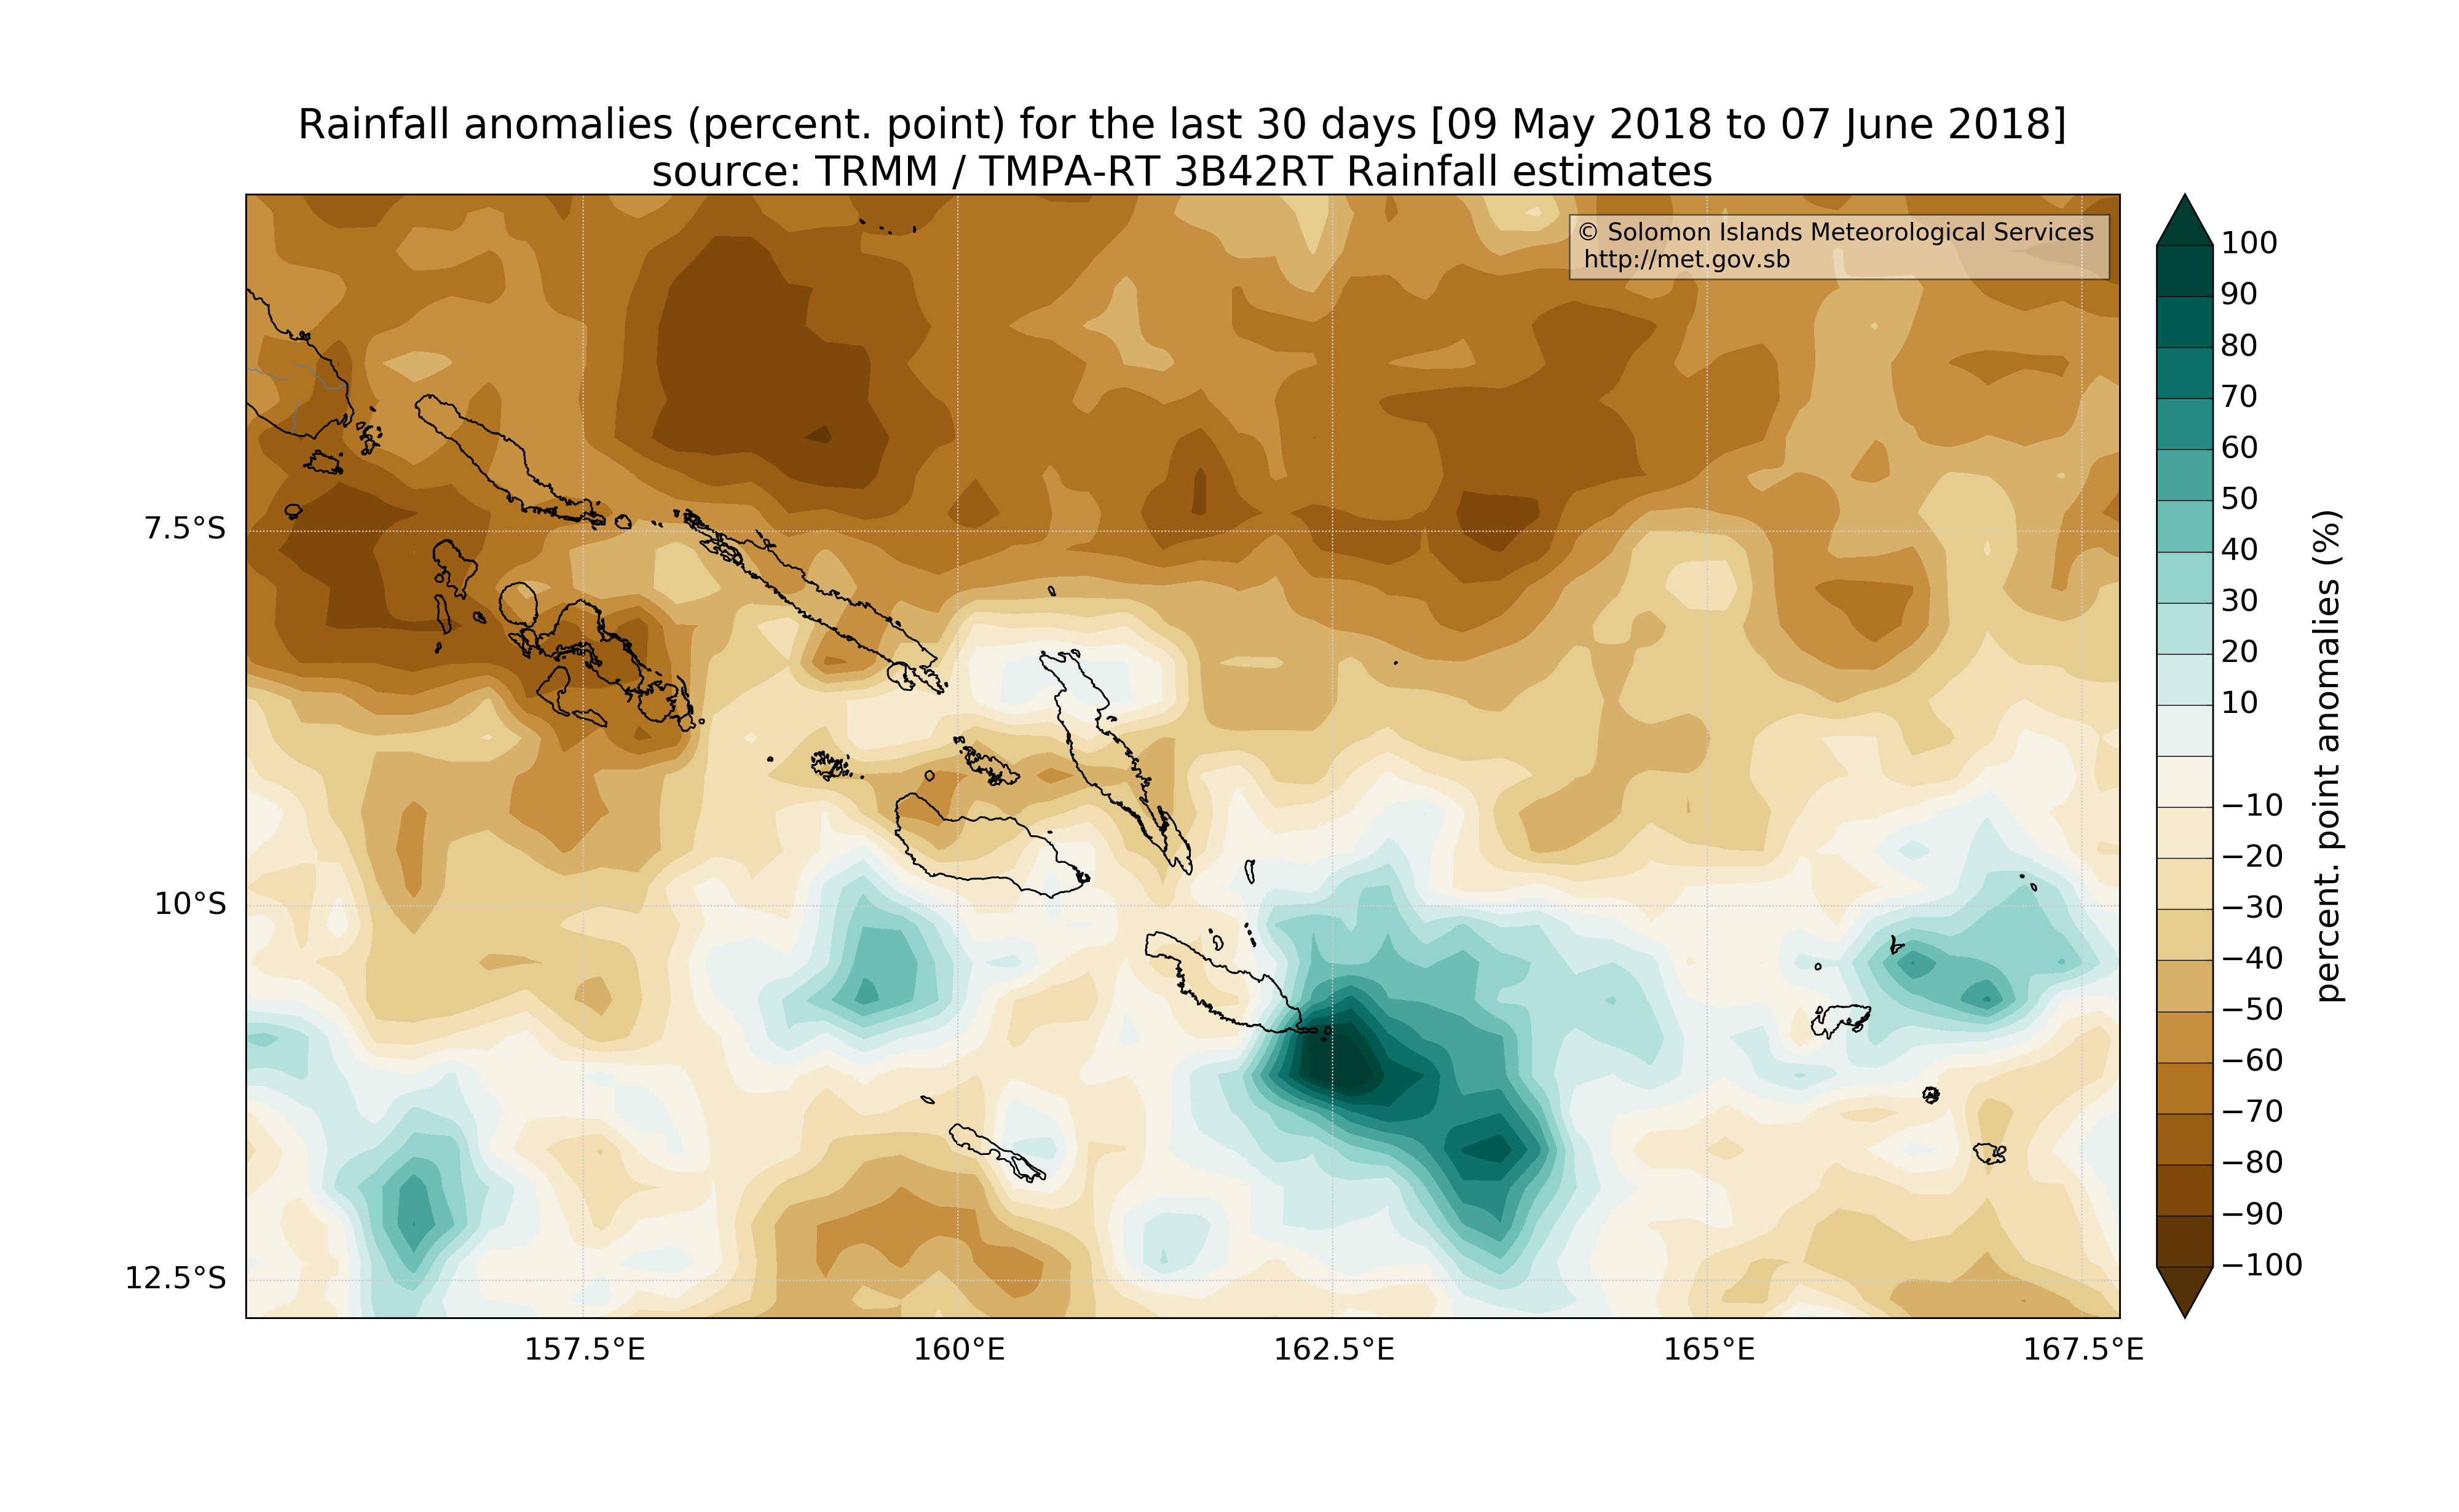 Rainfall anomalies (percent. point) for the last 30 days [09 May 2018 to 07 June 2018]
source: TRMM / TMPA-RT 3B42RT Rainfall estimates
© Solomon Islands Meteorological Services
http://met.gov.sb
7.5°S
10°S
12.5°S
157.5°E
160°E
162.5°E
165°E
167.5°E
100
90
80
70
60
50
40
30
20
10
−10
−20
−30
−40
−50
−60
−70
−80
−90
−100
percent. point anomalies (%)